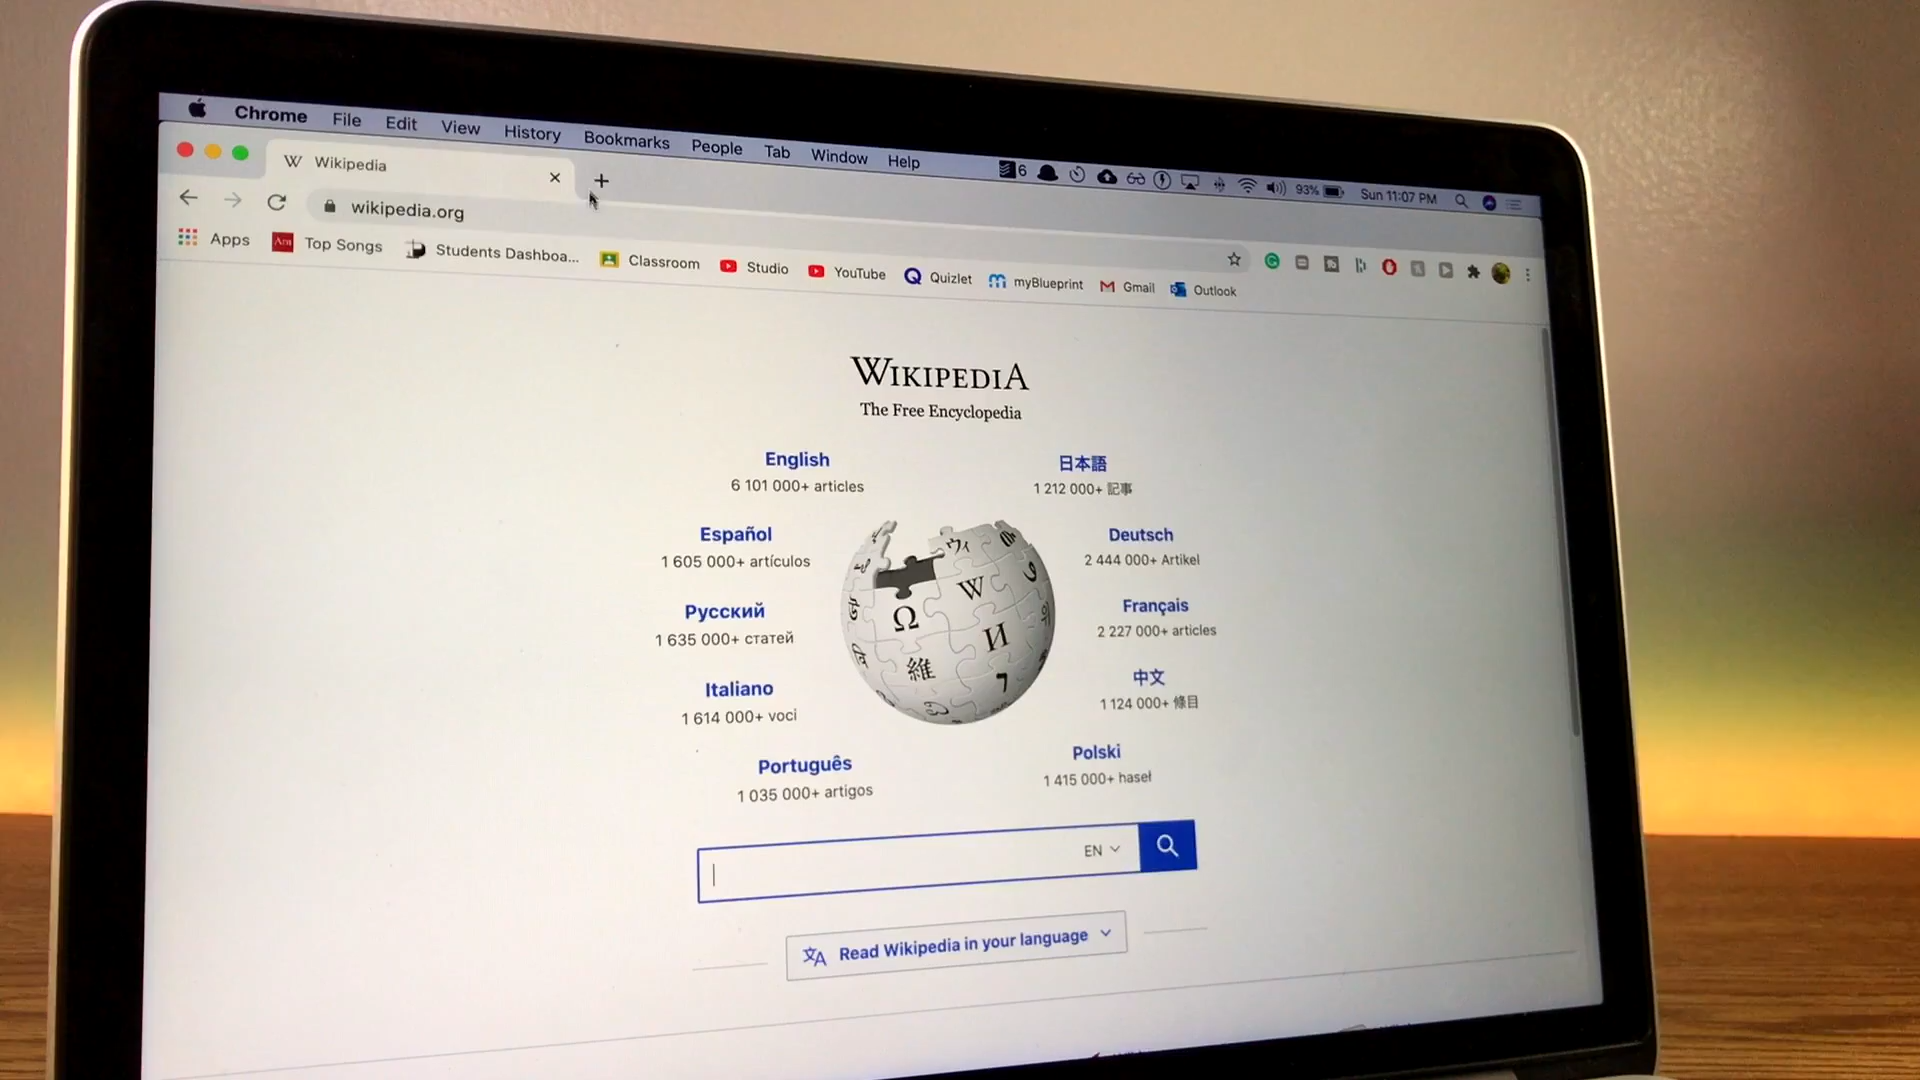 Chrome File Edit View History Bookmarks People Tab Window Help 6 93% Sun 11:07 PM
W Wikipedia
wikipedia.org
Apps Top Songs Students Dashboa... Classroom Studio YouTube Quizlet myBlueprint Gmail Outlook
WIKIPEDIA
The Free Encyclopedia
English
6 101 000+ articles
日本語
1 212 000+ 記事
Español
1 605 000+ artículos
Deutsch
2 444 000+ Artikel
Русский
1 635 000+ статей
Français
2 227 000+ articles
Italiano
1 614 000+ voci
中文
1 124 000+ 條目
Português
1 035 000+ artigos
Polski
1 415 000+ haseł
ウィ
Ω W
И
維
EN
Read Wikipedia in your language